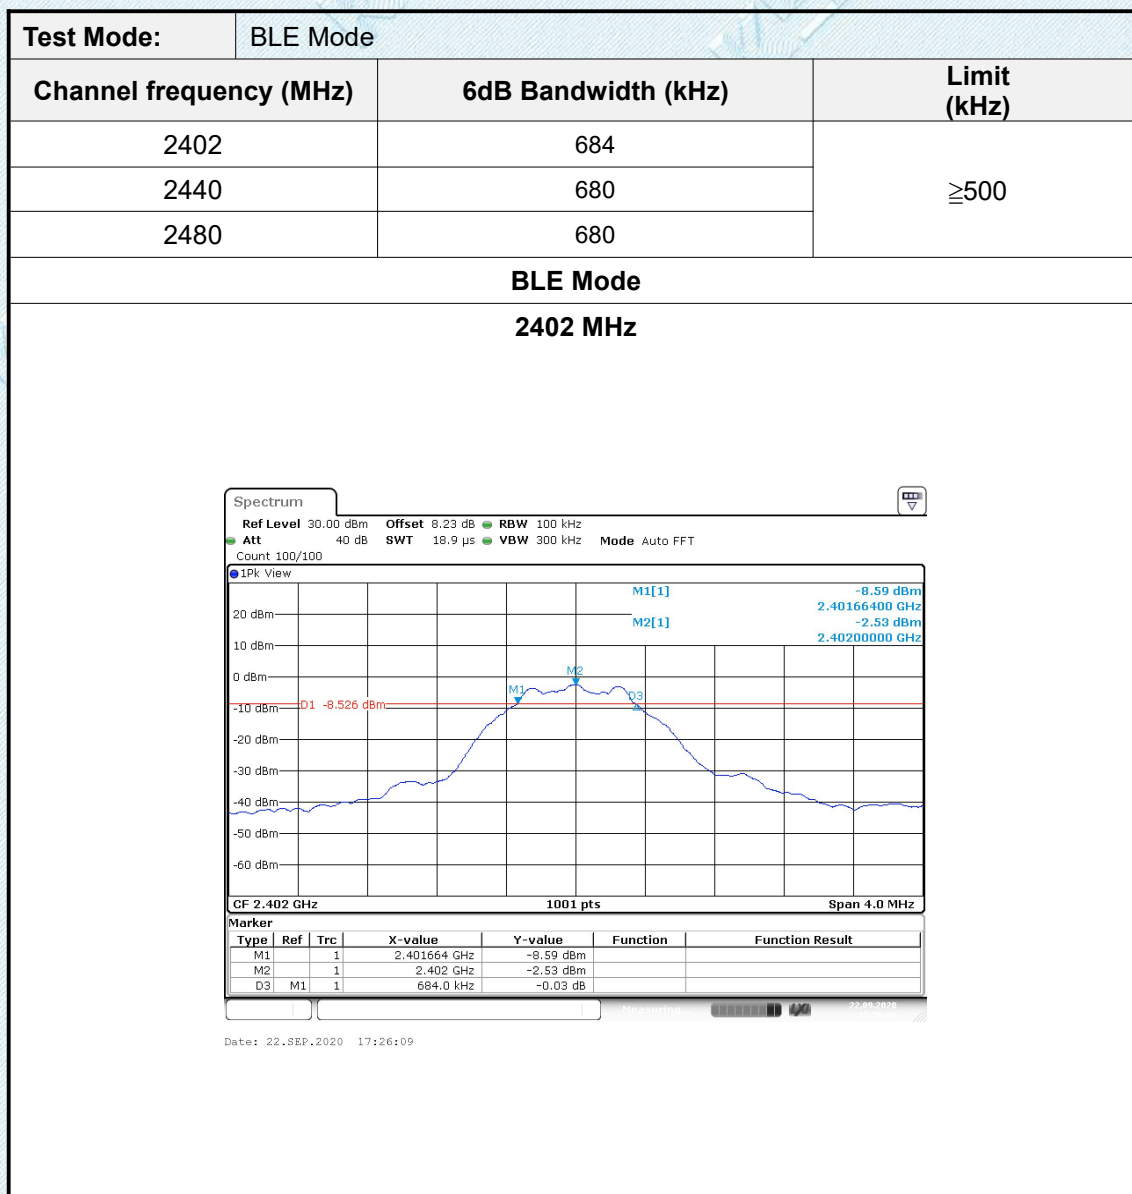 Test Mode: BLE Mode
Channel frequency (MHz) 6dB Bandwidth (kHz) Limit (kHz)
2402 684 ≧500
2440 680
2480 680
BLE Mode
2402 MHz
Spectrum
Ref Level 30.00 dBm Offset 8.23 dB RBW 100 kHz
Att 40 dB SWT 18.9 µs VBW 300 kHz Mode Auto FFT
Count 100/100
1Pk View
M1[1] -8.59 dBm
2.40166400 GHz
M2[1] -2.53 dBm
2.40200000 GHz
20 dBm
10 dBm
0 dBm
M2
M1
D3
-10 dBm D1 -8.526 dBm
-20 dBm
-30 dBm
-40 dBm
-50 dBm
-60 dBm
CF 2.402 GHz 1001 pts Span 4.0 MHz
Marker
Type Ref Trc X-value Y-value Function Function Result
M1 1 2.401664 GHz -8.59 dBm
M2 1 2.402 GHz -2.53 dBm
D3 M1 1 684.0 kHz -0.03 dB
Measuring... 22.09.2020
Date: 22.SEP.2020 17:26:09